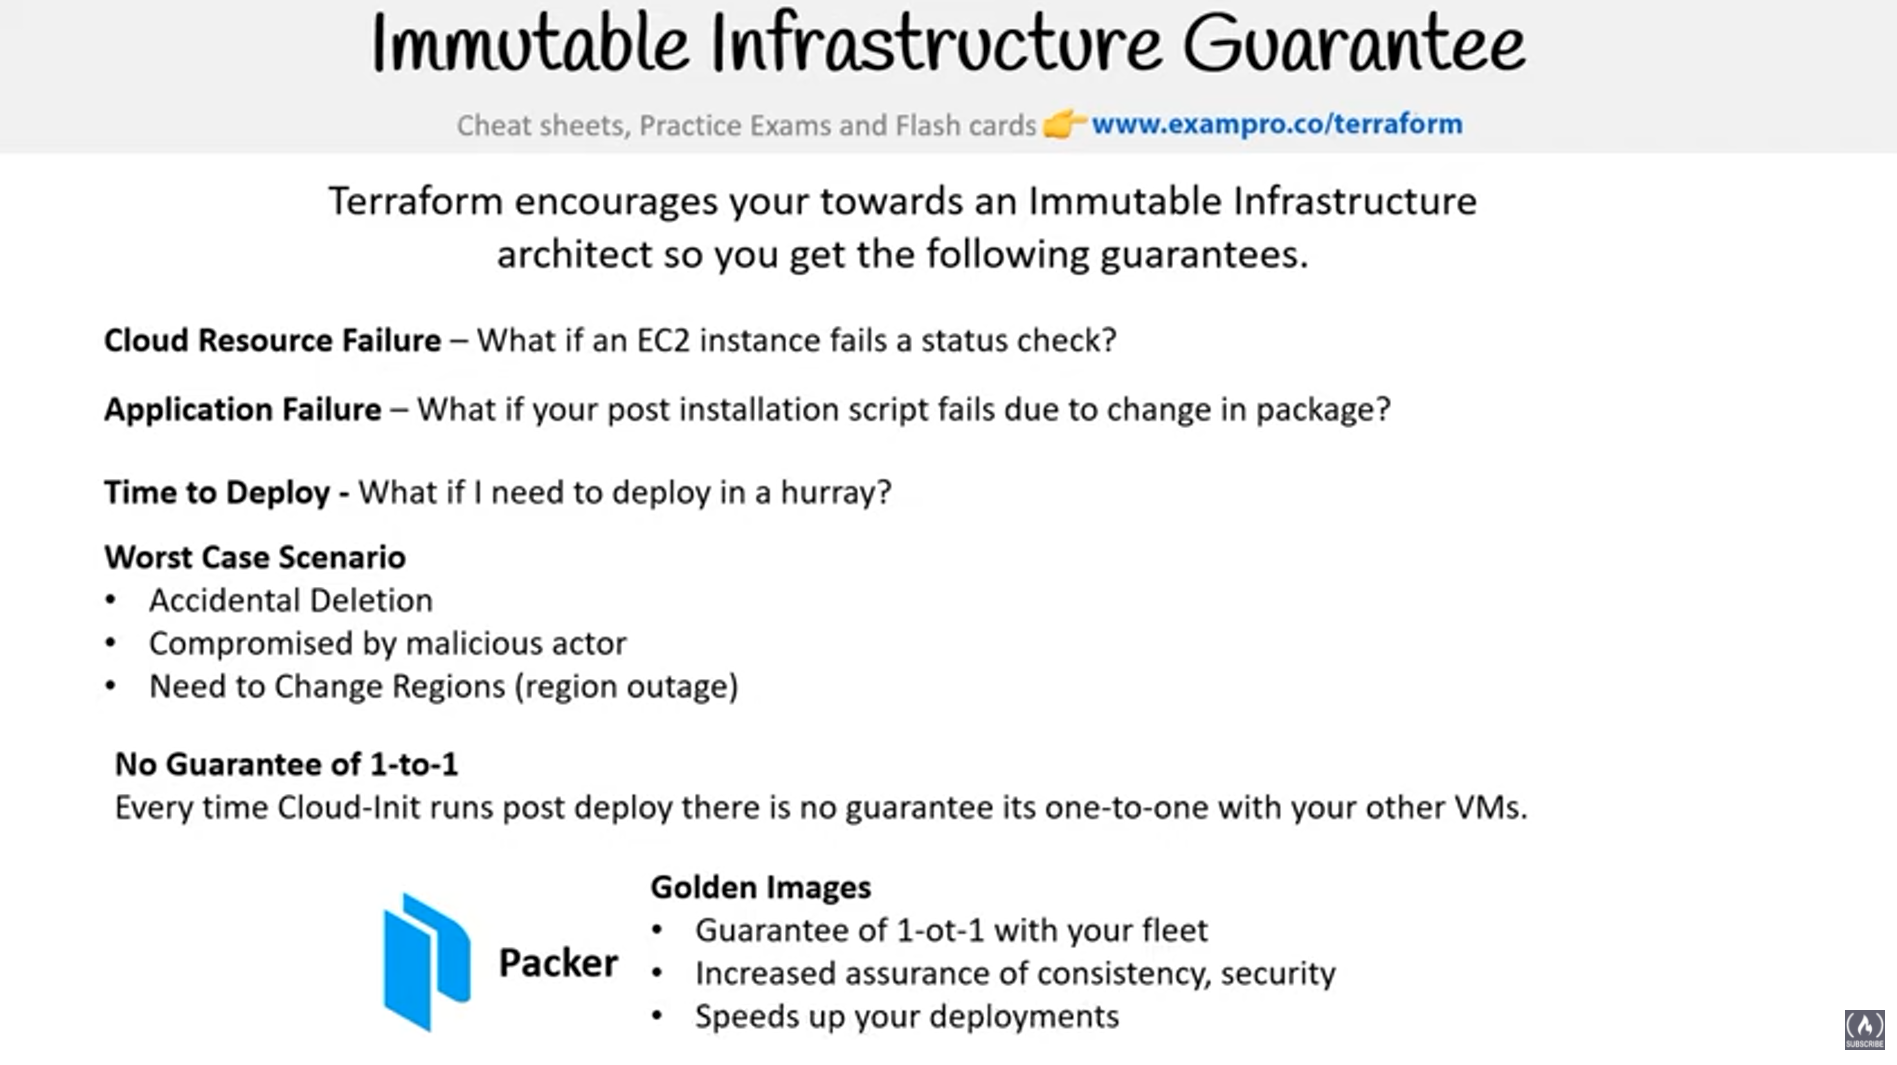 Immutable Infrastructure Guarantee
Cheat sheets, Practice Exams and Flash cards 👉 www.exampro.co/terraform
Terraform encourages your towards an Immutable Infrastructure
architect so you get the following guarantees.
Cloud Resource Failure – What if an EC2 instance fails a status check?
Application Failure – What if your post installation script fails due to change in package?
Time to Deploy - What if I need to deploy in a hurray?
Worst Case Scenario
• Accidental Deletion
• Compromised by malicious actor
• Need to Change Regions (region outage)
No Guarantee of 1-to-1
Every time Cloud-Init runs post deploy there is no guarantee its one-to-one with your other VMs.
Packer
Golden Images
• Guarantee of 1-ot-1 with your fleet
• Increased assurance of consistency, security
• Speeds up your deployments
SUBSCRIBE